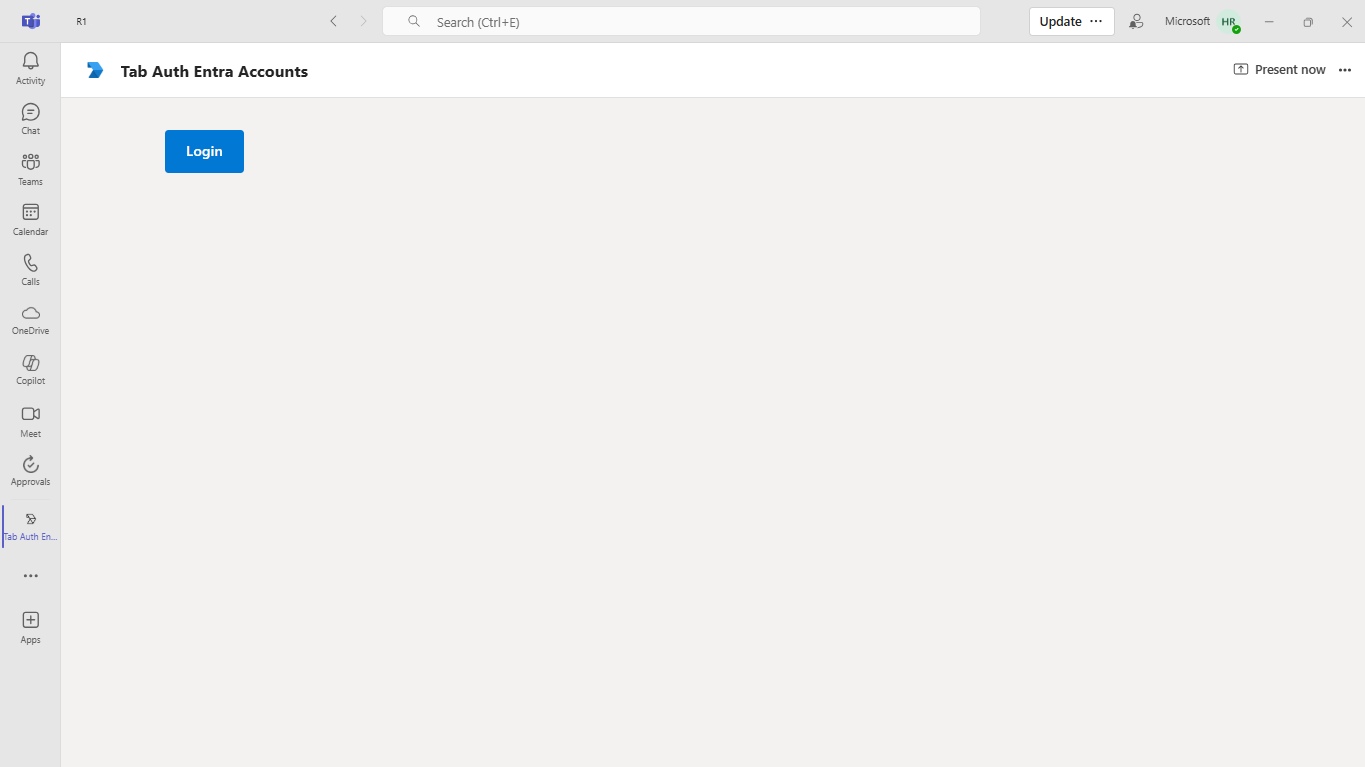 R1
Search (Ctrl+E)
Update
Microsoft
HR
Activity
Chat
Teams
Calendar
Calls
OneDrive
Copilot
Meet
Approvals
Tab Auth En...
Apps
Tab Auth Entra Accounts
Present now
Login